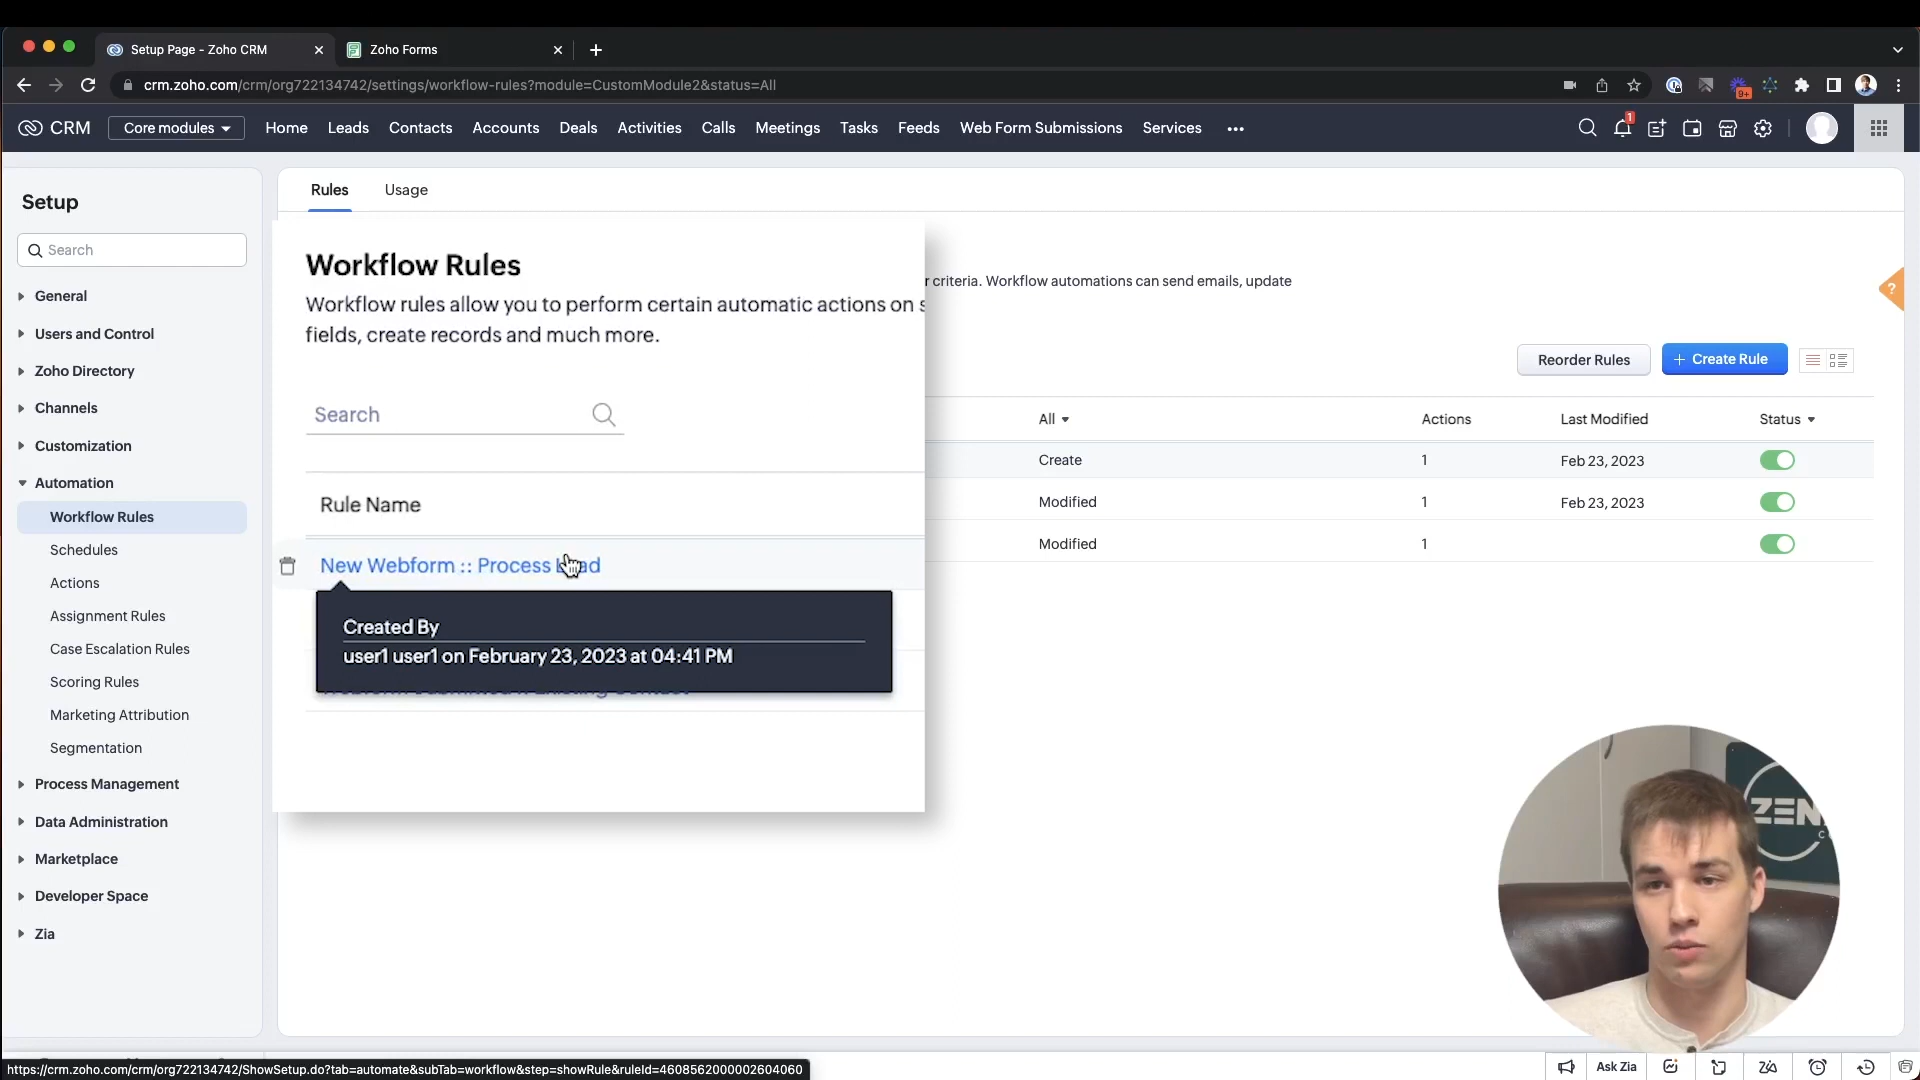 Setup Page - Zoho CRM
Zoho Forms
crm.zoho.com/crm/org722134742/settings/workflow-rules?module=CustomModule2&status=All
9+
CRM
Core modules
Home
Leads
Contacts
Accounts
Deals
Activities
Calls
Meetings
Tasks
Feeds
Web Form Submissions
Services
1
Setup
Search
General
Users and Control
Zoho Directory
Channels
Customization
Automation
Workflow Rules
Schedules
Actions
Assignment Rules
Case Escalation Rules
Scoring Rules
Marketing Attribution
Segmentation
Process Management
Data Administration
Marketplace
Developer Space
Zia
Rules
Usage
Workflow Rules
Workflow rules allow you to perform certain automatic actions on s
fields, create records and much more.
r criteria. Workflow automations can send emails, update
?
Search
Reorder Rules
+ Create Rule
Rule Name
All
Actions
Last Modified
Status
New Webform :: Process Lead
Create
1
Feb 23, 2023
Modified
1
Feb 23, 2023
Modified
1
Created By
user1 user1 on February 23, 2023 at 04:41 PM
ZEN
https://crm.zoho.com/crm/org722134742/ShowSetup.do?tab=automate&subTab=workflow&step=showRule&ruleId=4608562000002604060
Ask Zia